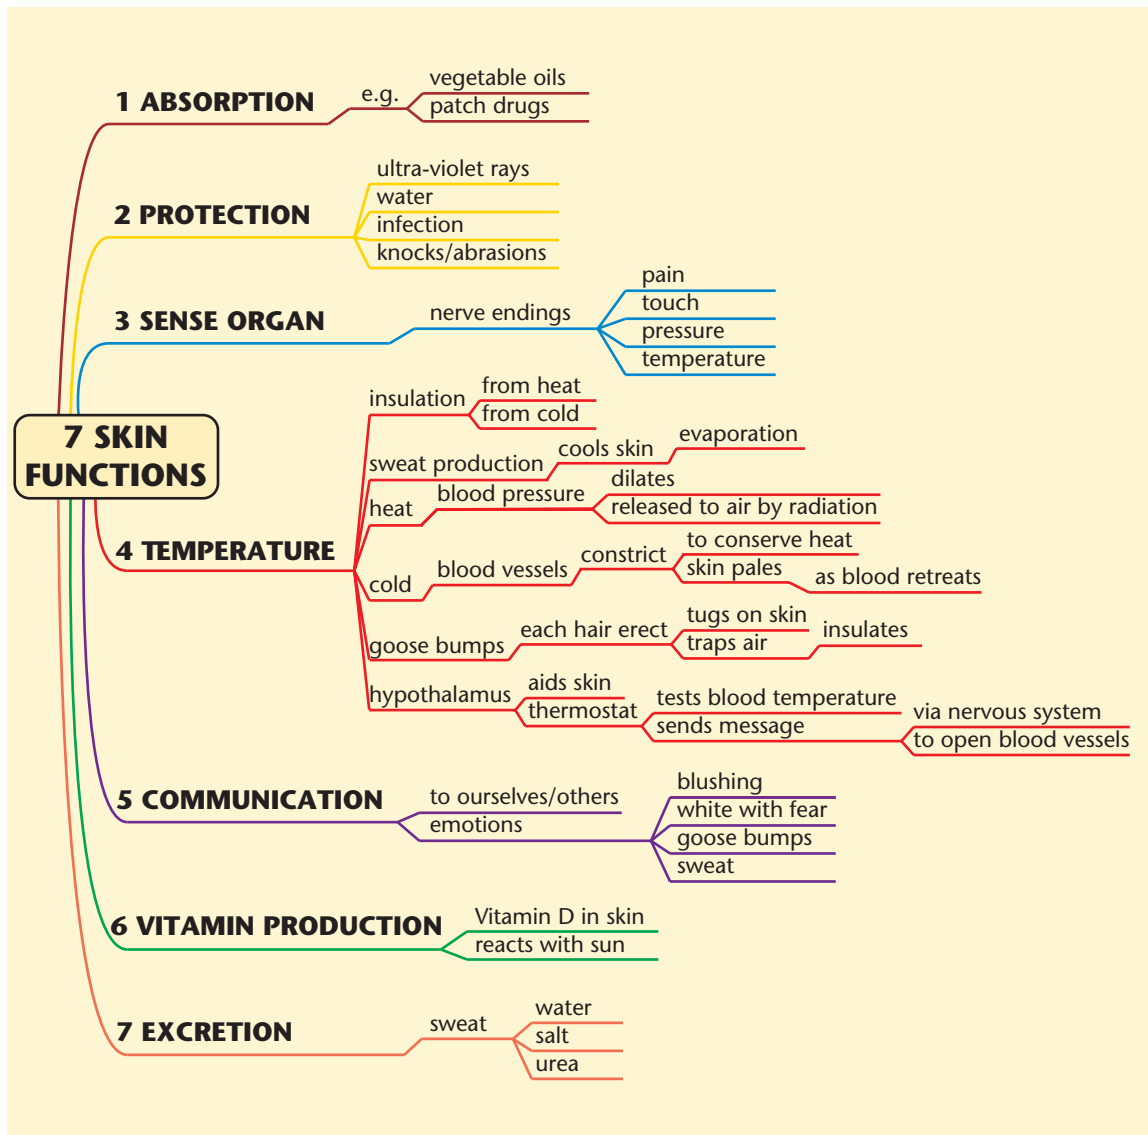 1 ABSORPTION
e.g.
vegetable oils
patch drugs
2 PROTECTION
ultra-violet rays
water
infection
knocks/abrasions
3 SENSE ORGAN
nerve endings
pain
touch
pressure
temperature
7 SKIN
FUNCTIONS
4 TEMPERATURE
insulation
from heat
from cold
sweat production
cools skin
evaporation
heat
blood pressure
dilates
released to air by radiation
cold
blood vessels
constrict
to conserve heat
skin pales
as blood retreats
goose bumps
each hair erect
tugs on skin
traps air
insulates
hypothalamus
aids skin
thermostat
tests blood temperature
sends message
via nervous system
to open blood vessels
5 COMMUNICATION
to ourselves/others
emotions
blushing
white with fear
goose bumps
sweat
6 VITAMIN PRODUCTION
Vitamin D in skin
reacts with sun
7 EXCRETION
sweat
water
salt
urea